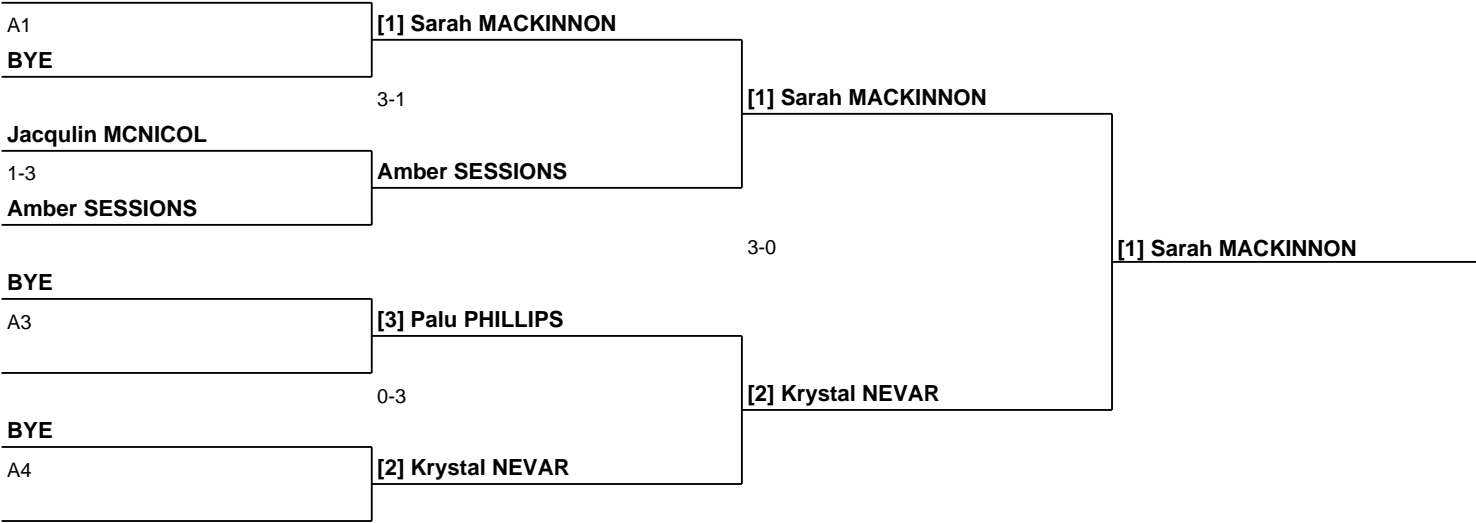 A1
[1] Sarah MACKINNON
BYE
3-1
[1] Sarah MACKINNON
Jacqulin MCNICOL
1-3
Amber SESSIONS
Amber SESSIONS
3-0
[1] Sarah MACKINNON
BYE
A3
[3] Palu PHILLIPS
0-3
[2] Krystal NEVAR
BYE
A4
[2] Krystal NEVAR